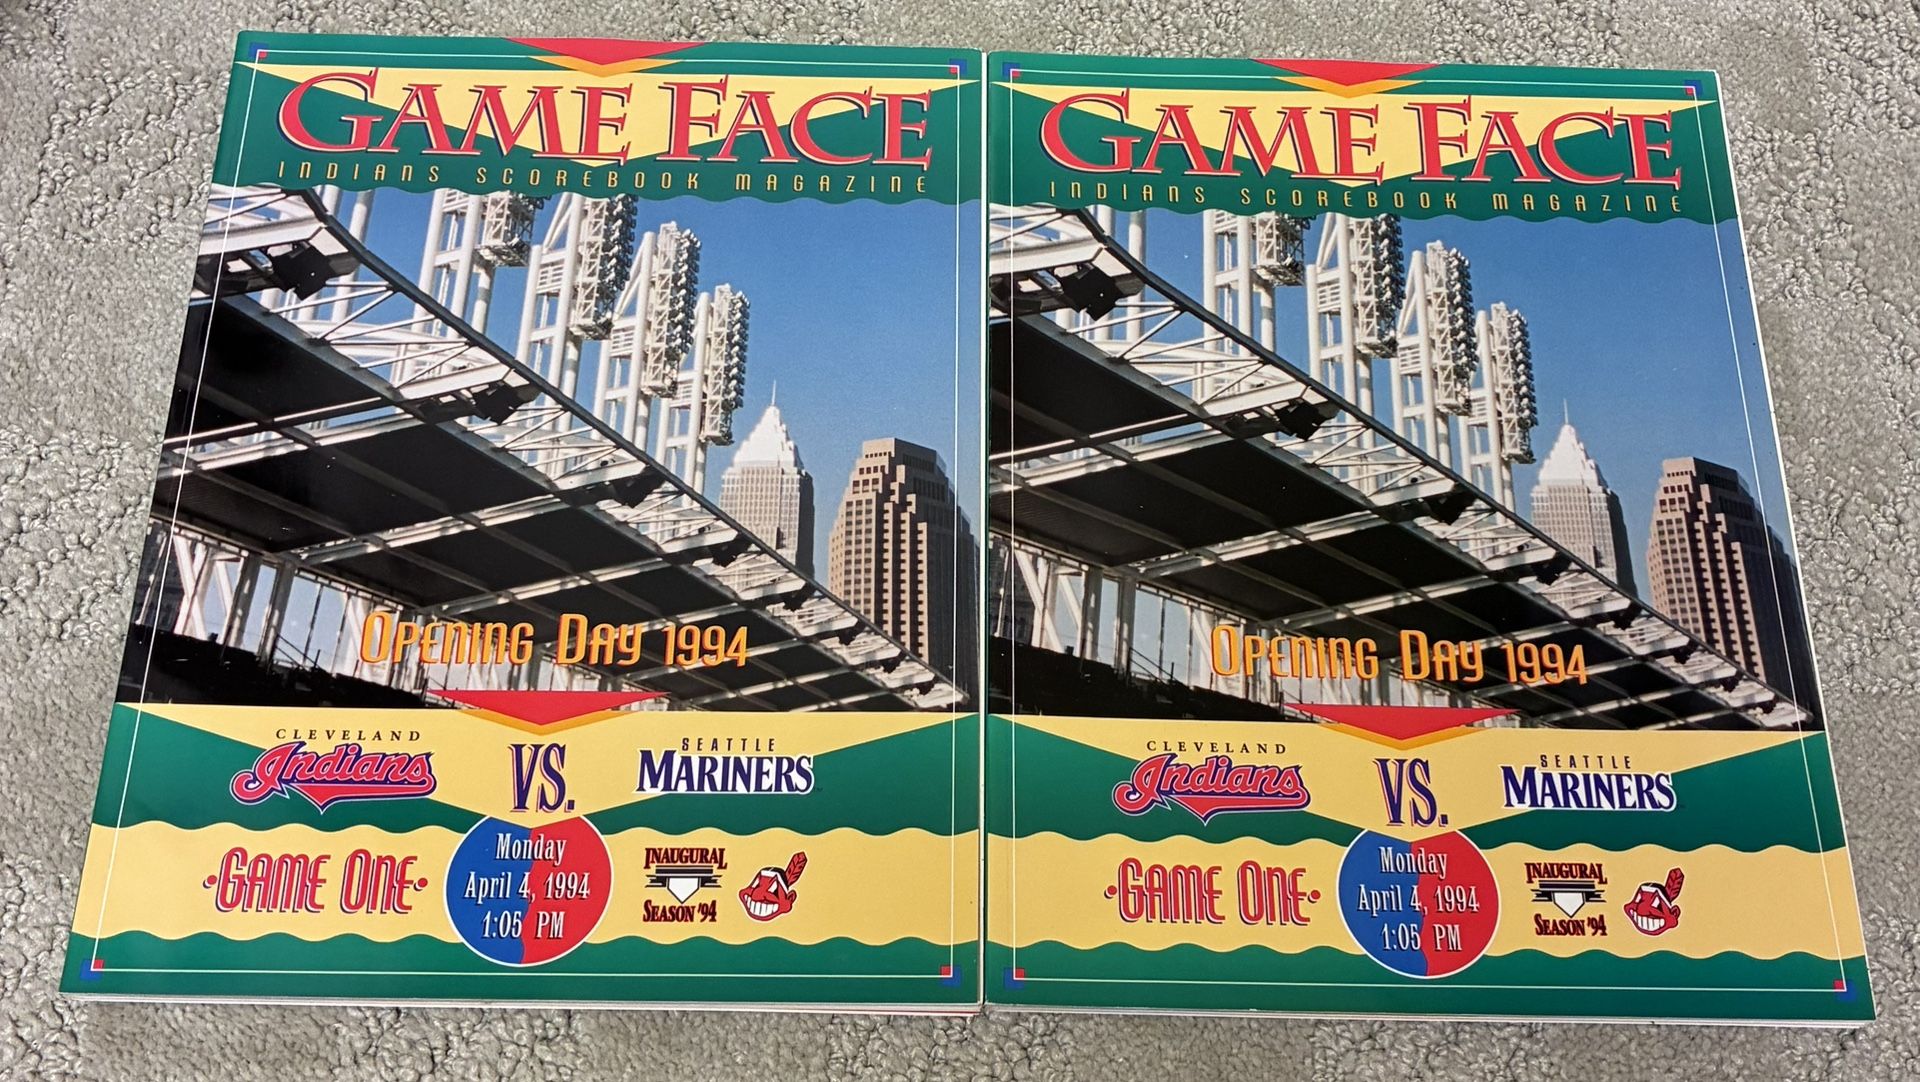 GAME FACE
INDIANS SCOREBOOK MAGAZINE
OPENING DAY 1994
CLEVELAND
Indians
VS.
SEATTLE
MARINERS
·GAME ONE·
Monday
April 4, 1994
1:05 PM
INAUGURAL
SEASON '94
GAME FACE
INDIANS SCOREBOOK MAGAZINE
OPENING DAY 1994
CLEVELAND
Indians
VS.
SEATTLE
MARINERS
·GAME ONE·
Monday
April 4, 1994
1:05 PM
INAUGURAL
SEASON '94